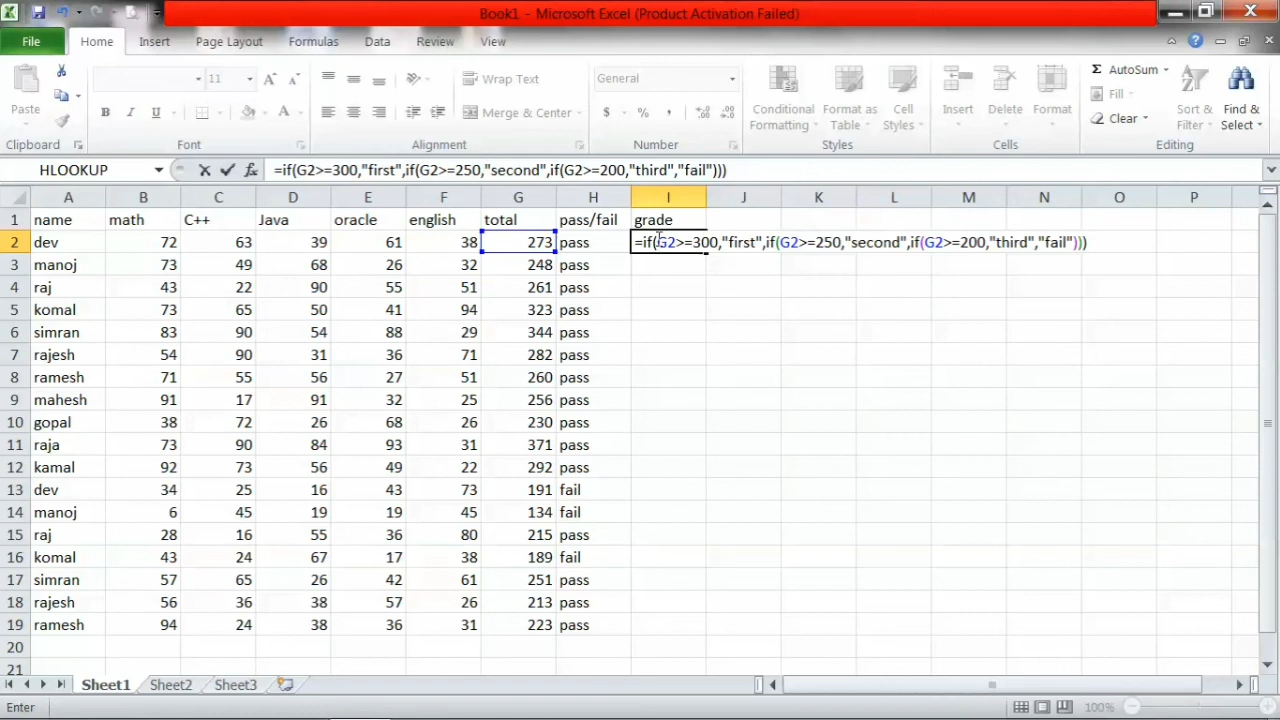 Book1 - Microsoft Excel (Product Activation Failed)
File Home Insert Page Layout Formulas Data Review View
11 Wrap Text General AutoSum
Paste B I U Merge & Center $ % , Conditional Formatting Format as Table Cell Styles Insert Delete Format Fill Clear Sort & Filter Find & Select
Clipboard Font Alignment Number Styles Cells Editing
HLOOKUP =if(G2>=300,"first",if(G2>=250,"second",if(G2>=200,"third","fail")))
A B C D E F G H I J K L M N O P
1 name math C++ Java oracle english total pass/fail grade
2 dev 72 63 39 61 38 273 pass =if(G2>=300,"first",if(G2>=250,"second",if(G2>=200,"third","fail")))
3 manoj 73 49 68 26 32 248 pass
4 raj 43 22 90 55 51 261 pass
5 komal 73 65 50 41 94 323 pass
6 simran 83 90 54 88 29 344 pass
7 rajesh 54 90 31 36 71 282 pass
8 ramesh 71 55 56 27 51 260 pass
9 mahesh 91 17 91 32 25 256 pass
10 gopal 38 72 26 68 26 230 pass
11 raja 73 90 84 93 31 371 pass
12 kamal 92 73 56 49 22 292 pass
13 dev 34 25 16 43 73 191 fail
14 manoj 6 45 19 19 45 134 fail
15 raj 28 16 55 36 80 215 pass
16 komal 43 24 67 17 38 189 fail
17 simran 57 65 26 42 61 251 pass
18 rajesh 56 36 38 57 26 213 pass
19 ramesh 94 24 38 36 31 223 pass
20
21
Sheet1 Sheet2 Sheet3
Enter 100%